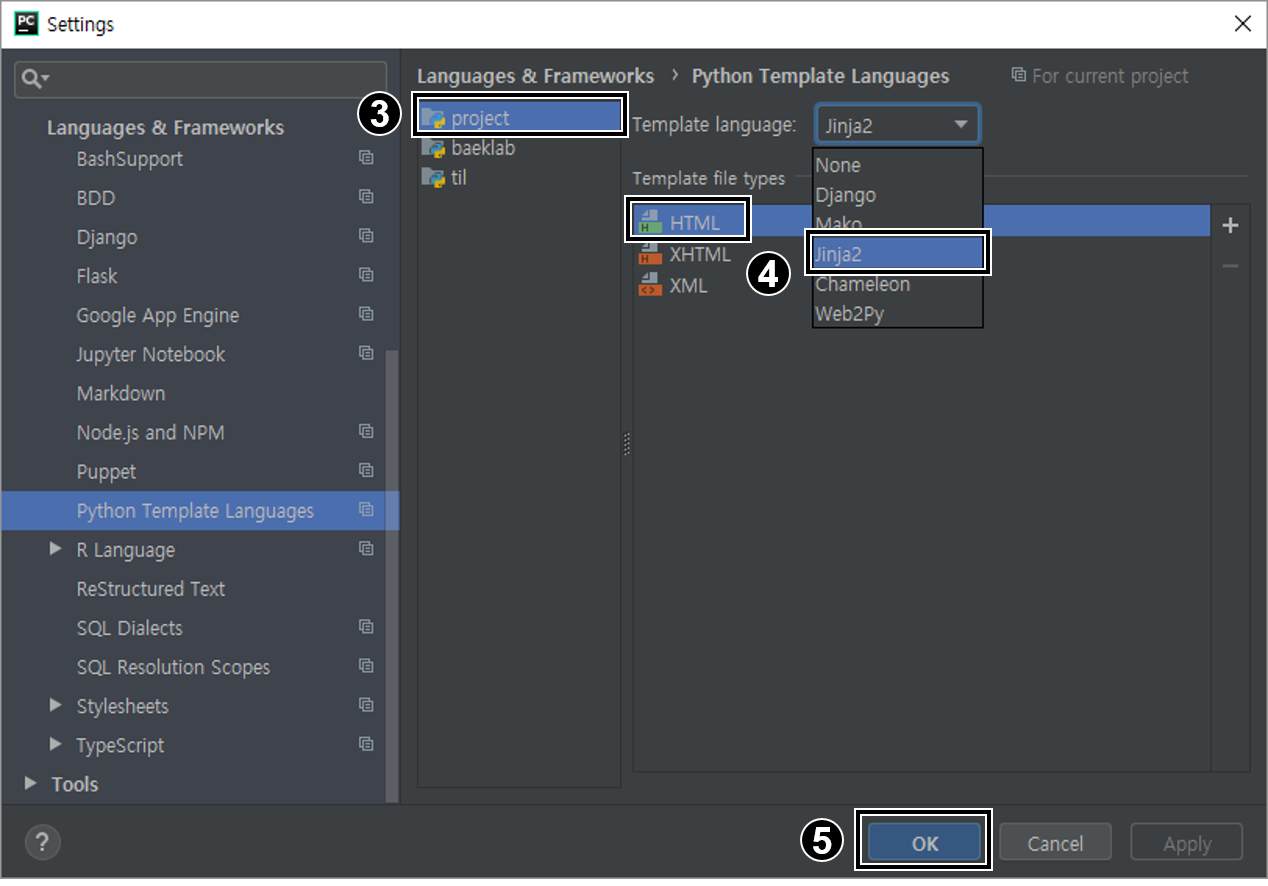 PC
Settings
Languages & Frameworks
BashSupport
BDD
Django
Flask
Google App Engine
Jupyter Notebook
Markdown
Node.js and NPM
Puppet
Python Template Languages
R Language
ReStructured Text
SQL Dialects
SQL Resolution Scopes
Stylesheets
TypeScript
Tools
?
Languages & Frameworks › Python Template Languages
For current project
3
project
baeklab
til
Template language:
Jinja2
None
Django
Mako
Jinja2
Chameleon
Web2Py
Template file types
H HTML
H XHTML
<> XML
4
5
OK
Cancel
Apply